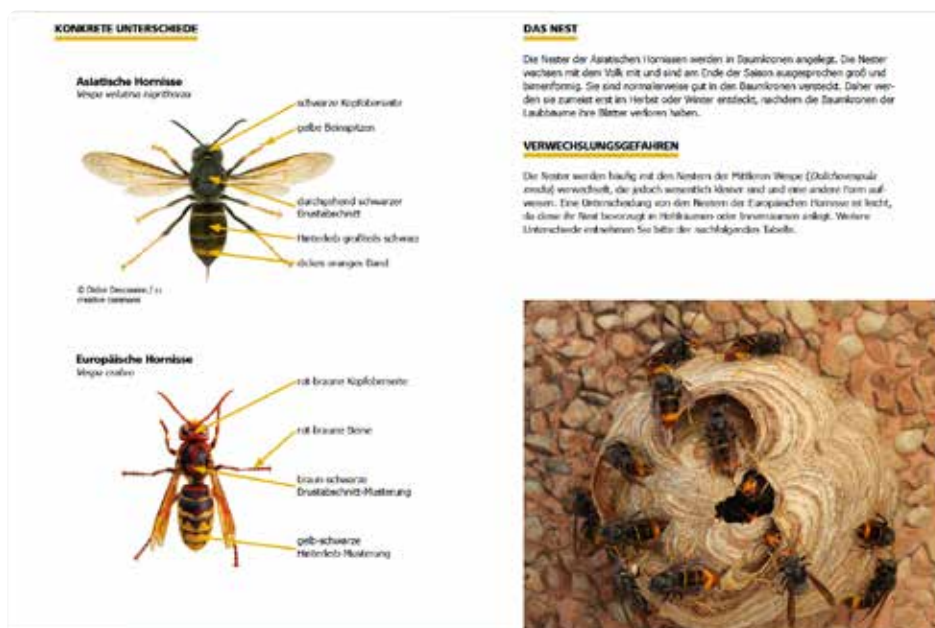 KONKRETE UNTERSCHIEDE
Asiatische Hornisse
Vespa velutina nigrithorax
schwarze Kopfoberseite
gelbe Beinspitzen
durchgehend schwarzer
Brustabschnitt
Hinterleib großteils schwarz
dickes oranges Band
creative commons
Europäische Hornisse
Vespa crabro
rot-braune Kopfoberseite
rot-braune Beine
braun-schwarze
Brustabschnitt-Musterung
gelb-schwarze
Hinterleib-Musterung
DAS NEST
Die Nester der Asiatischen Hornissen werden in Baumkronen angelegt. Die Nester
wachsen mit dem Volk mit und sind am Ende der Saison ausgesprochen groß und
birnenförmig. Sie sind normalerweise gut in den Baumkronen versteckt. Daher wer-
den sie zumeist erst im Herbst oder Winter entdeckt, nachdem die Baumkronen der
Laubbäume ihre Blätter verloren haben.
VERWECHSLUNGSGEFAHREN
Die Nester werden häufig mit den Nestern der Mittleren Wespe (Dolichovespula
media) verwechselt, die jedoch wesentlich kleiner sind und eine andere Form auf-
weisen. Eine Unterscheidung von den Nestern der Europäischen Hornisse ist leicht,
da diese ihr Nest bevorzugt in Hohlräumen oder Innenräumen anlegt. Weitere
Unterschiede entnehmen Sie bitte der nachfolgenden Tabelle.